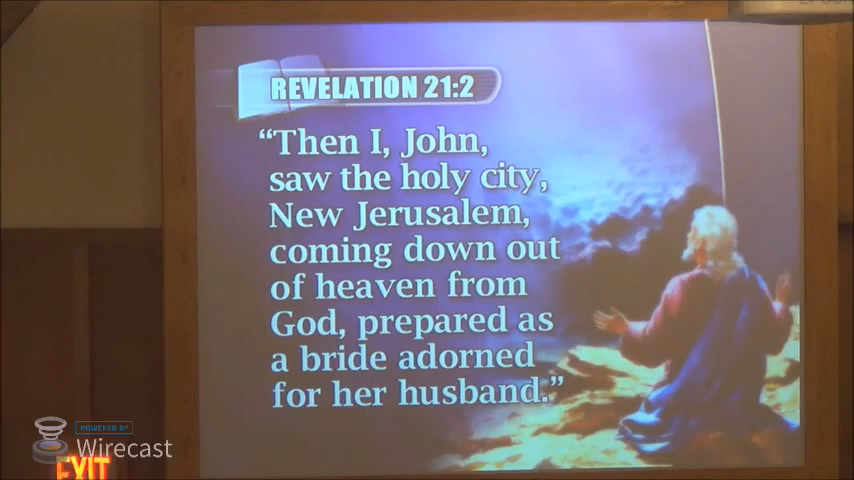 REVELATION 21:2
“Then I, John,
saw the holy city,
New Jerusalem,
coming down out
of heaven from
God, prepared as
a bride adorned
for her husband.”
POWERED BY
Wirecast
EXIT